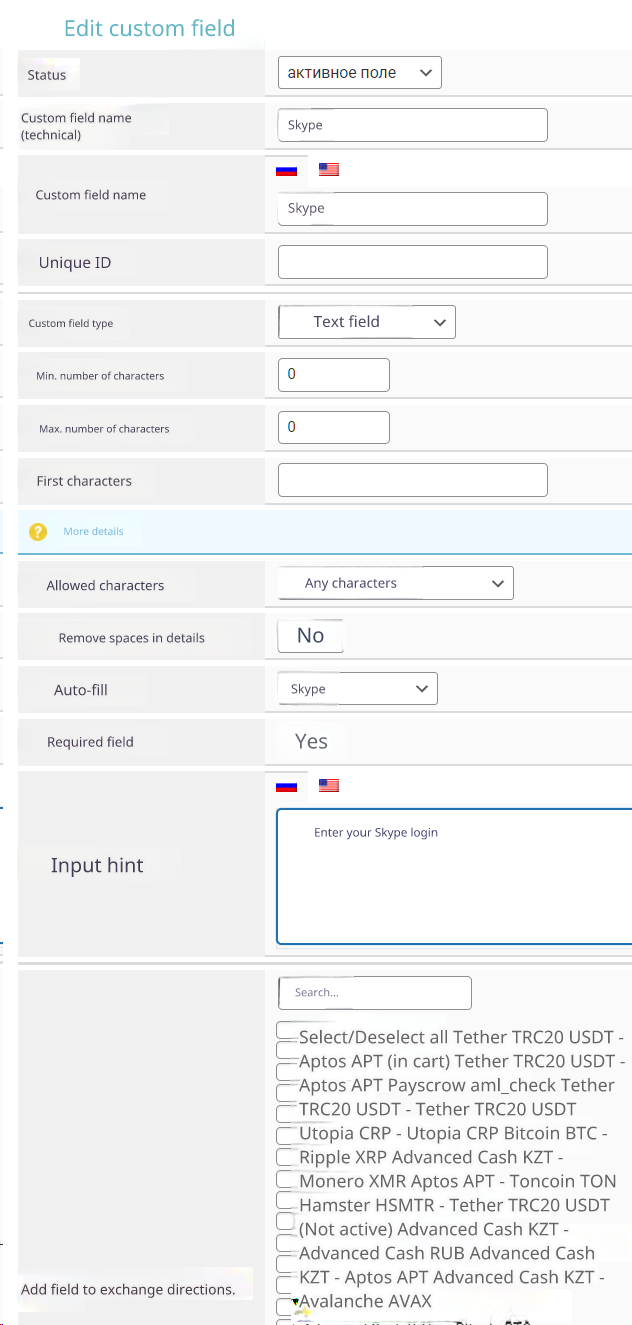 Edit custom field
Status
активное поле
Custom field name
(technical)
Skype
Custom field name
Skype
Unique ID
Custom field type
Text field
Min. number of characters
0
Max. number of characters
0
First characters
? More details
Allowed characters
Any characters
Remove spaces in details
No
Auto-fill
Skype
Required field
Yes
Input hint
Enter your Skype login
Search...
Select/Deselect all Tether TRC20 USDT -
Aptos APT (in cart) Tether TRC20 USDT -
Aptos APT Payscrow aml_check Tether
TRC20 USDT - Tether TRC20 USDT
Utopia CRP - Utopia CRP Bitcoin BTC -
Ripple XRP Advanced Cash KZT -
Monero XMR Aptos APT - Toncoin TON
Hamster HSMTR - Tether TRC20 USDT
(Not active) Advanced Cash KZT -
Advanced Cash RUB Advanced Cash
KZT - Aptos APT Advanced Cash KZT -
Avalanche AVAX
Add field to exchange directions.